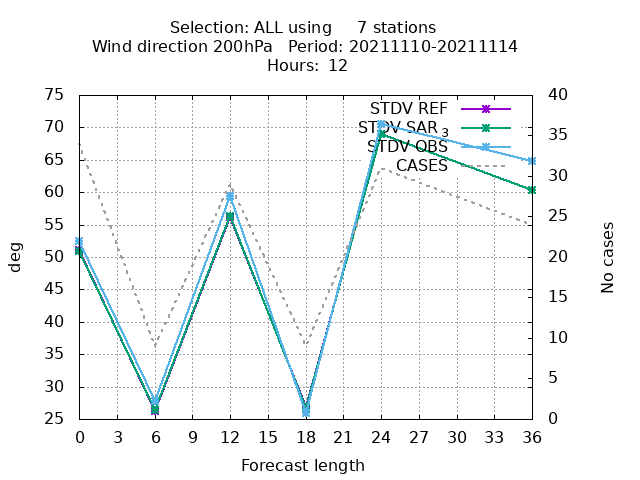 Selection: ALL using 7 stations
Wind direction 200hPa Period: 20211110-20211114
Hours: 12
75 40
70 35
65 30
60
55 25
50 20
45 15
40
35 10
30 5
25 0
deg
No cases
STDV REF
STDV SAR3
STDV OBS
CASES
0 3 6 9 12 15 18 21 24 27 30 33 36
Forecast length